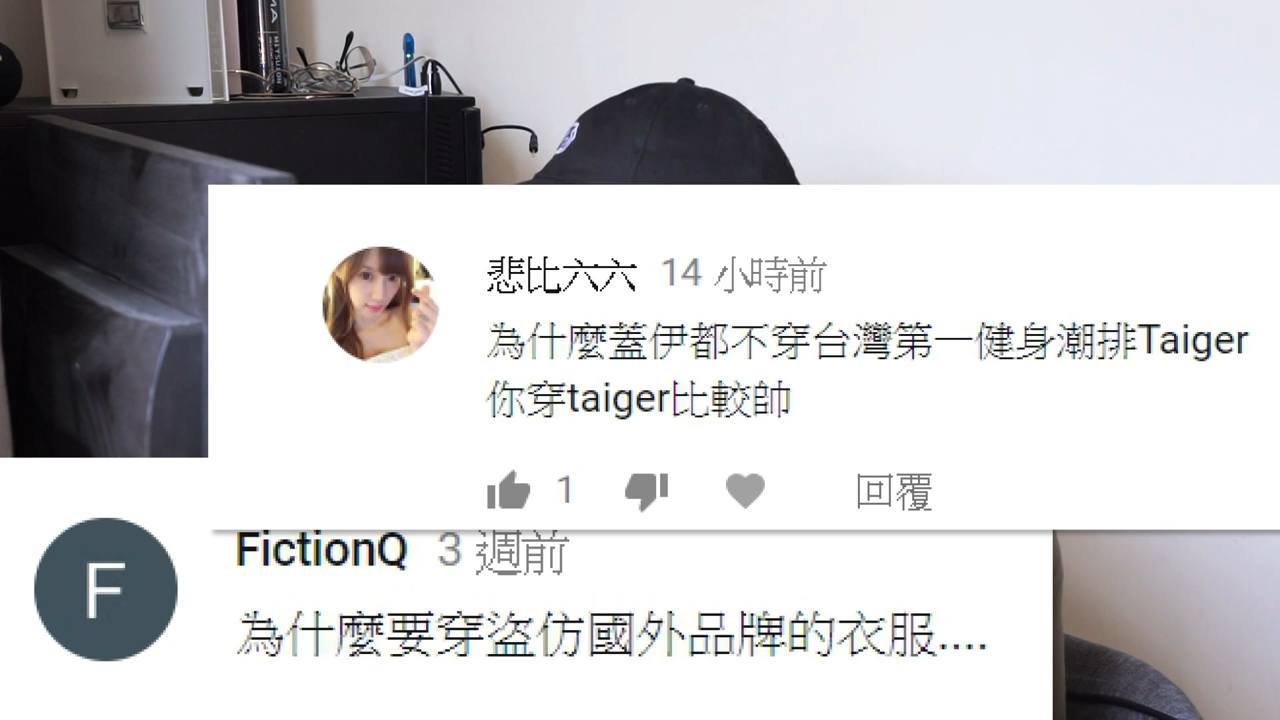 悲比六六 14 小時前
為什麼蓋伊都不穿台灣第一健身潮排Taiger
你穿taiger比較帥
1 回覆
F
FictionQ 3 週前
為什麼要穿盜仿國外品牌的衣服....